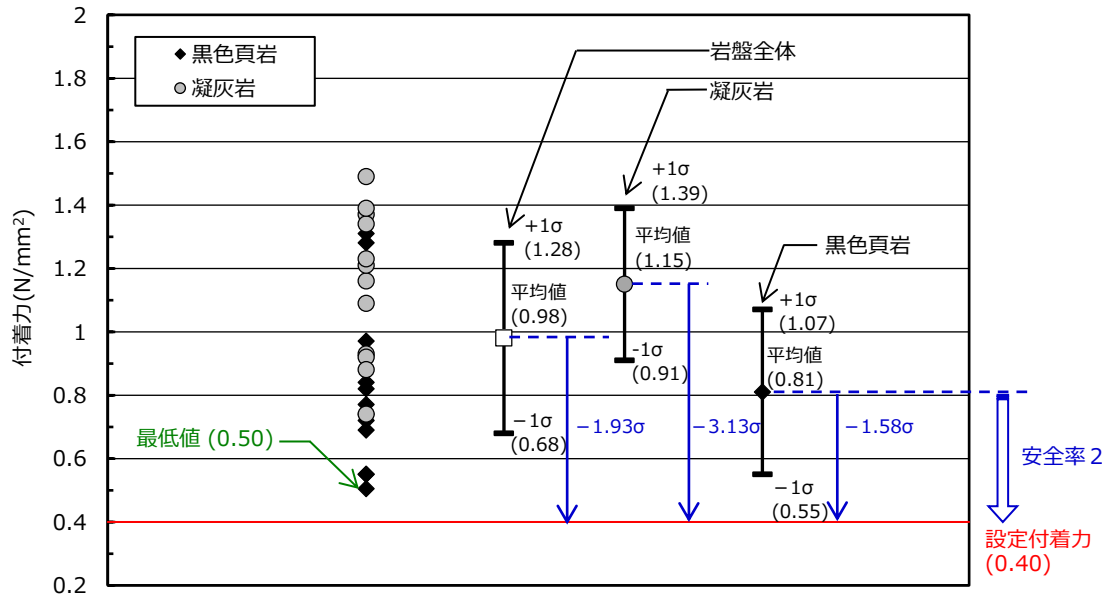 2
1.8
1.6
1.4
1.2
1
0.8
0.6
0.4
0.2
付着力(N/mm²)
黒色頁岩
凝灰岩
岩盤全体
凝灰岩
黒色頁岩
+1σ
(1.28)
平均値
(0.98)
−1σ
(0.68)
+1σ
(1.39)
平均値
(1.15)
-1σ
(0.91)
+1σ
(1.07)
平均値
(0.81)
−1σ
(0.55)
−1.93σ
−3.13σ
−1.58σ
最低値 (0.50)
安全率２
設定付着力
(0.40)